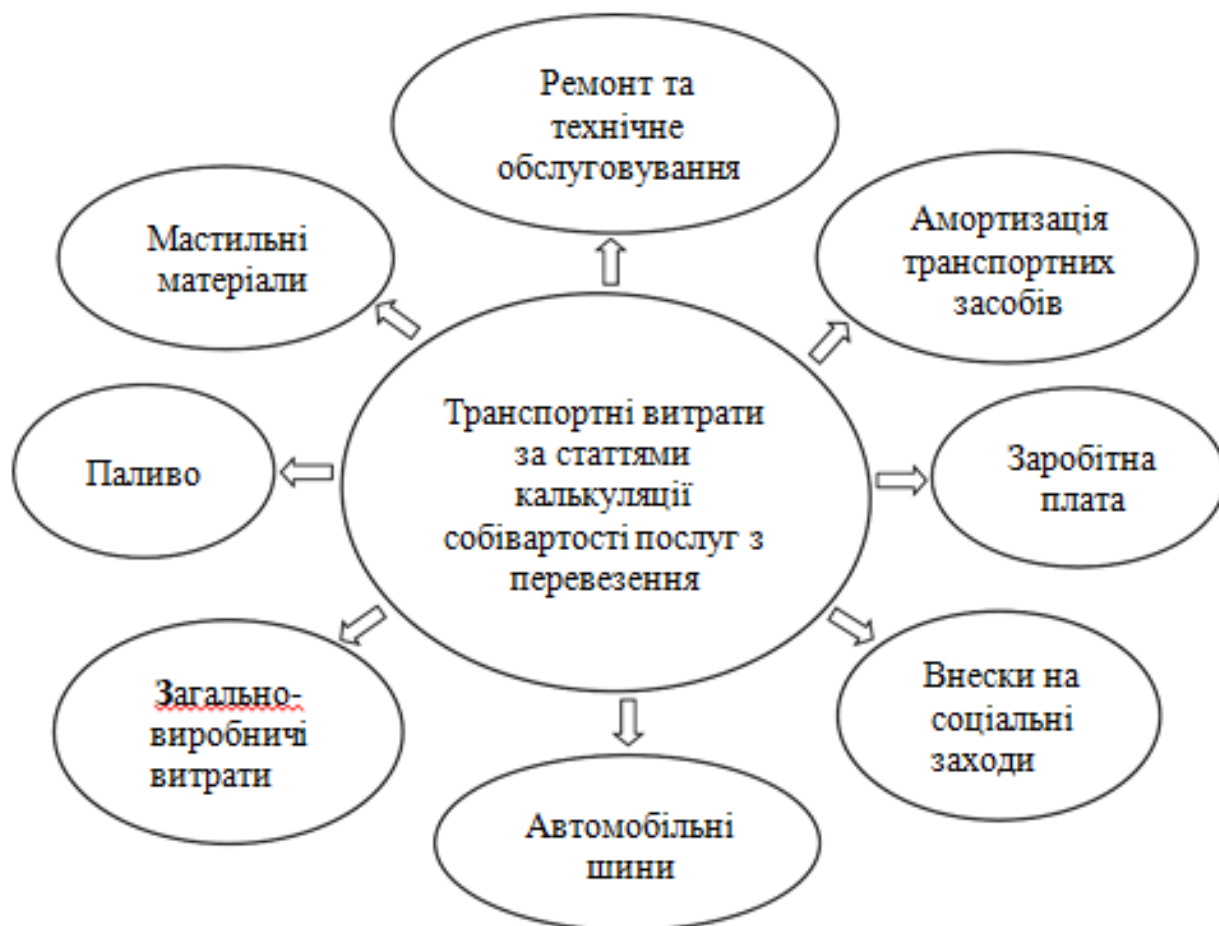 Ремонт та
технічне
обслуговування
Мастильні
матеріали
Амортизація
транспортних
засобів
Транспортні витрати
за статтями
калькуляції
собівартості послуг з
перевезення
Паливо
Заробітна
плата
Загально-
виробничі
витрати
Внески на
соціальні
заходи
Автомобільні
шини